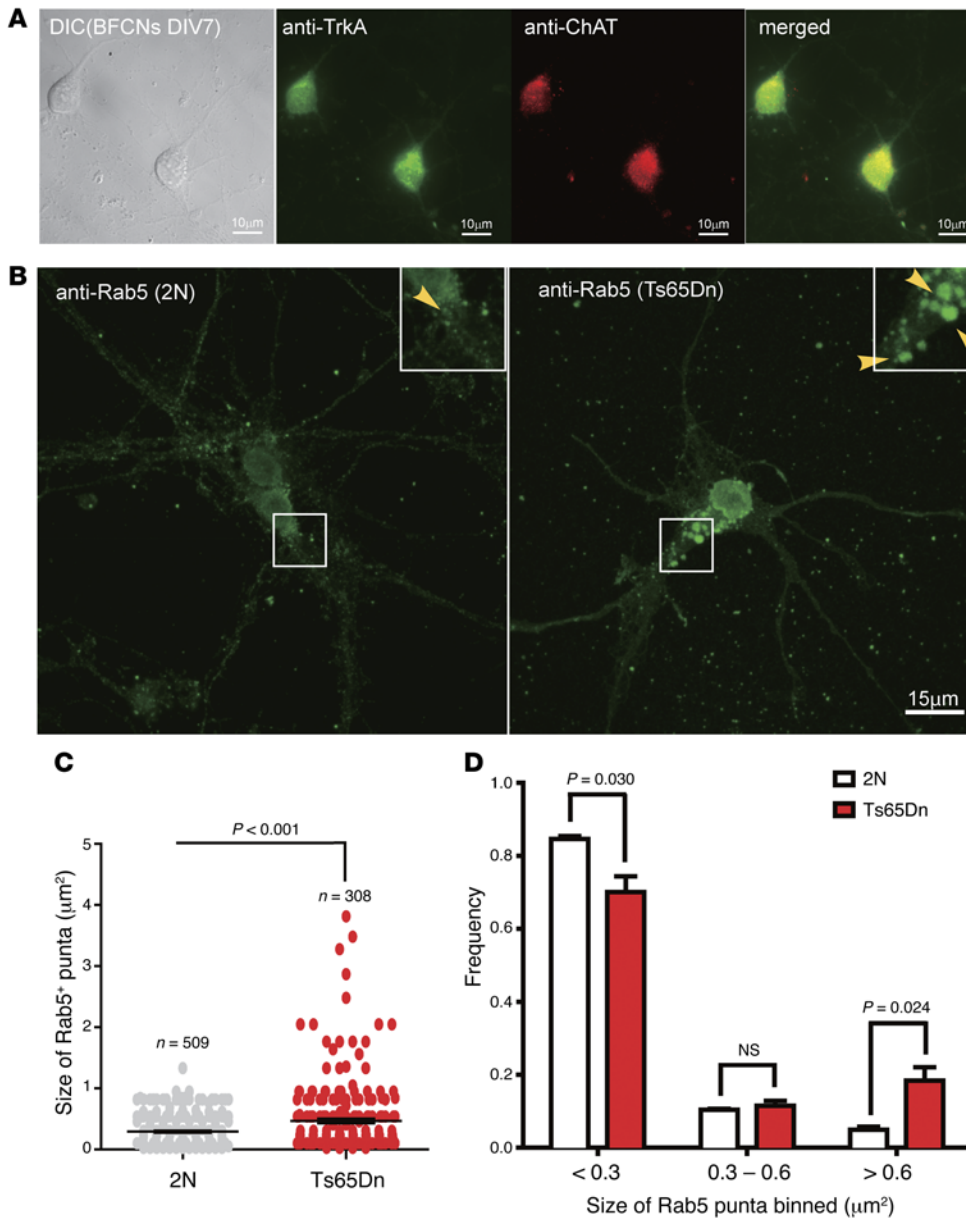 A
DIC(BFCNs DIV7)
anti-TrkA
anti-ChAT
merged
10μm
10μm
10μm
10μm
B
anti-Rab5 (2N)
anti-Rab5 (Ts65Dn)
15μm
C
P < 0.001
n = 308
n = 509
Size of Rab5⁺ punta (μm²)
5
4
3
2
1
0
2N
Ts65Dn
D
2N
Ts65Dn
P = 0.030
NS
P = 0.024
Frequency
1.0
0.8
0.6
0.4
0.2
0.0
< 0.3
0.3 – 0.6
> 0.6
Size of Rab5 punta binned (μm²)